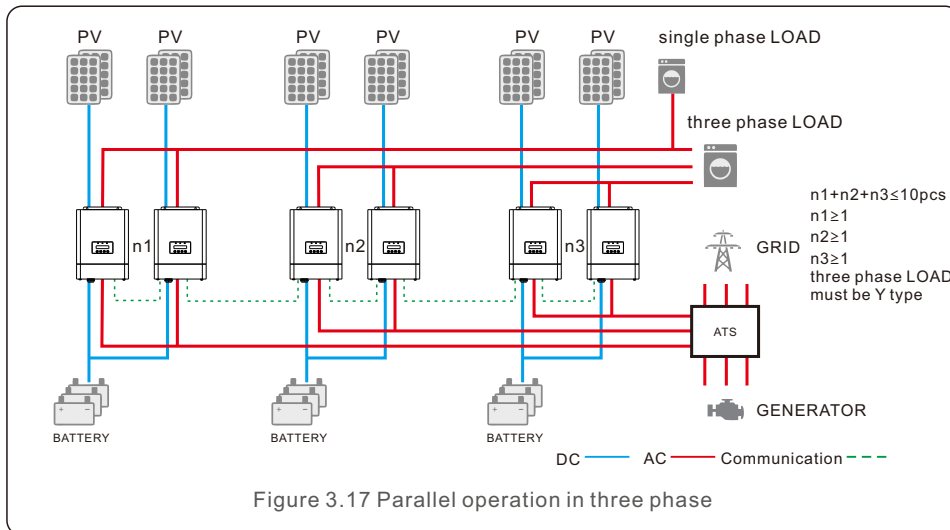 PV PV PV PV PV PV single phase LOAD
three phase LOAD
n1+n2+n3≤10pcs
n1≥1
n2≥1
n3≥1
three phase LOAD
must be Y type
n1 n2 n3
GRID
ATS
GENERATOR
BATTERY BATTERY BATTERY
DC AC Communication
Figure 3.17 Parallel operation in three phase